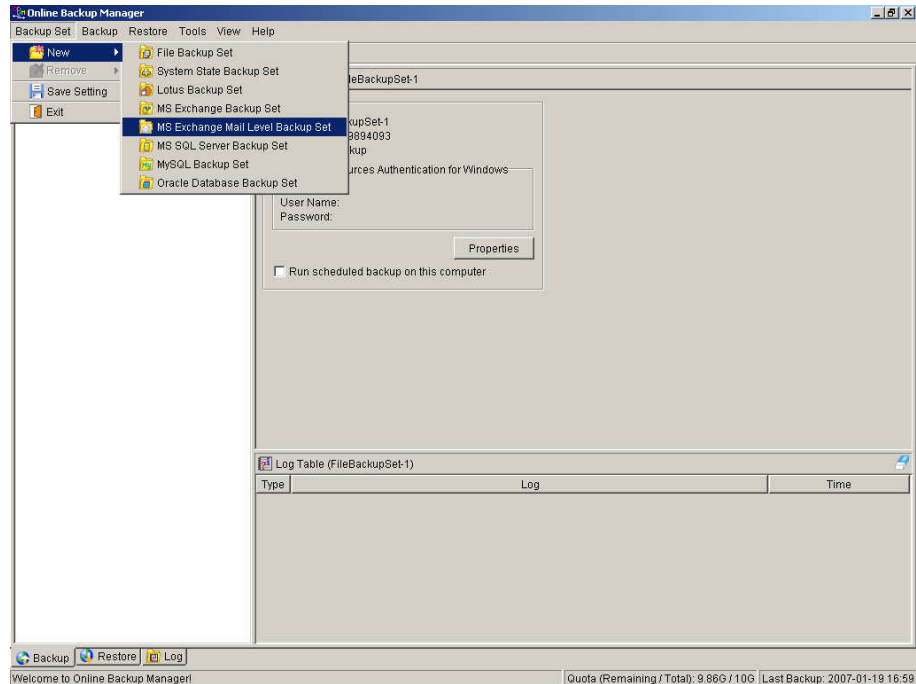 Online Backup Manager
Backup Set Backup Restore Tools View Help
New
Remove
Save Setting
Exit
File Backup Set
System State Backup Set
Lotus Backup Set
MS Exchange Backup Set
MS Exchange Mail Level Backup Set
MS SQL Server Backup Set
MySQL Backup Set
Oracle Database Backup Set
leBackupSet-1
kupSet-1
9894093
kup
urces Authentication for Windows
User Name:
Password:
Properties
Run scheduled backup on this computer
Log Table (FileBackupSet-1)
Type Log Time
Backup Restore Log
Welcome to Online Backup Manager! Quota (Remaining / Total): 9.86G / 10G Last Backup: 2007-01-19 16:59